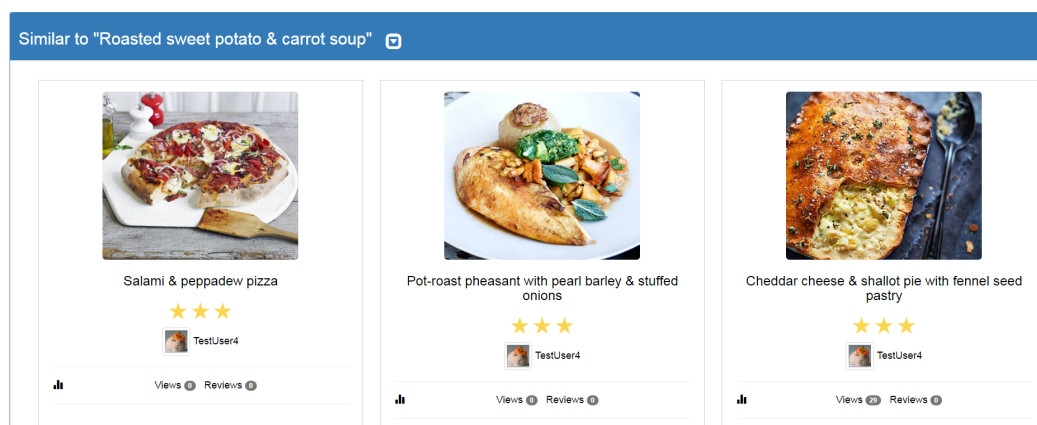 Similar to "Roasted sweet potato & carrot soup"
Salami & peppadew pizza
TestUser4
Views 0 Reviews 0
Pot-roast pheasant with pearl barley & stuffed
onions
TestUser4
Views 0 Reviews 0
Cheddar cheese & shallot pie with fennel seed
pastry
TestUser4
Views 29 Reviews 0